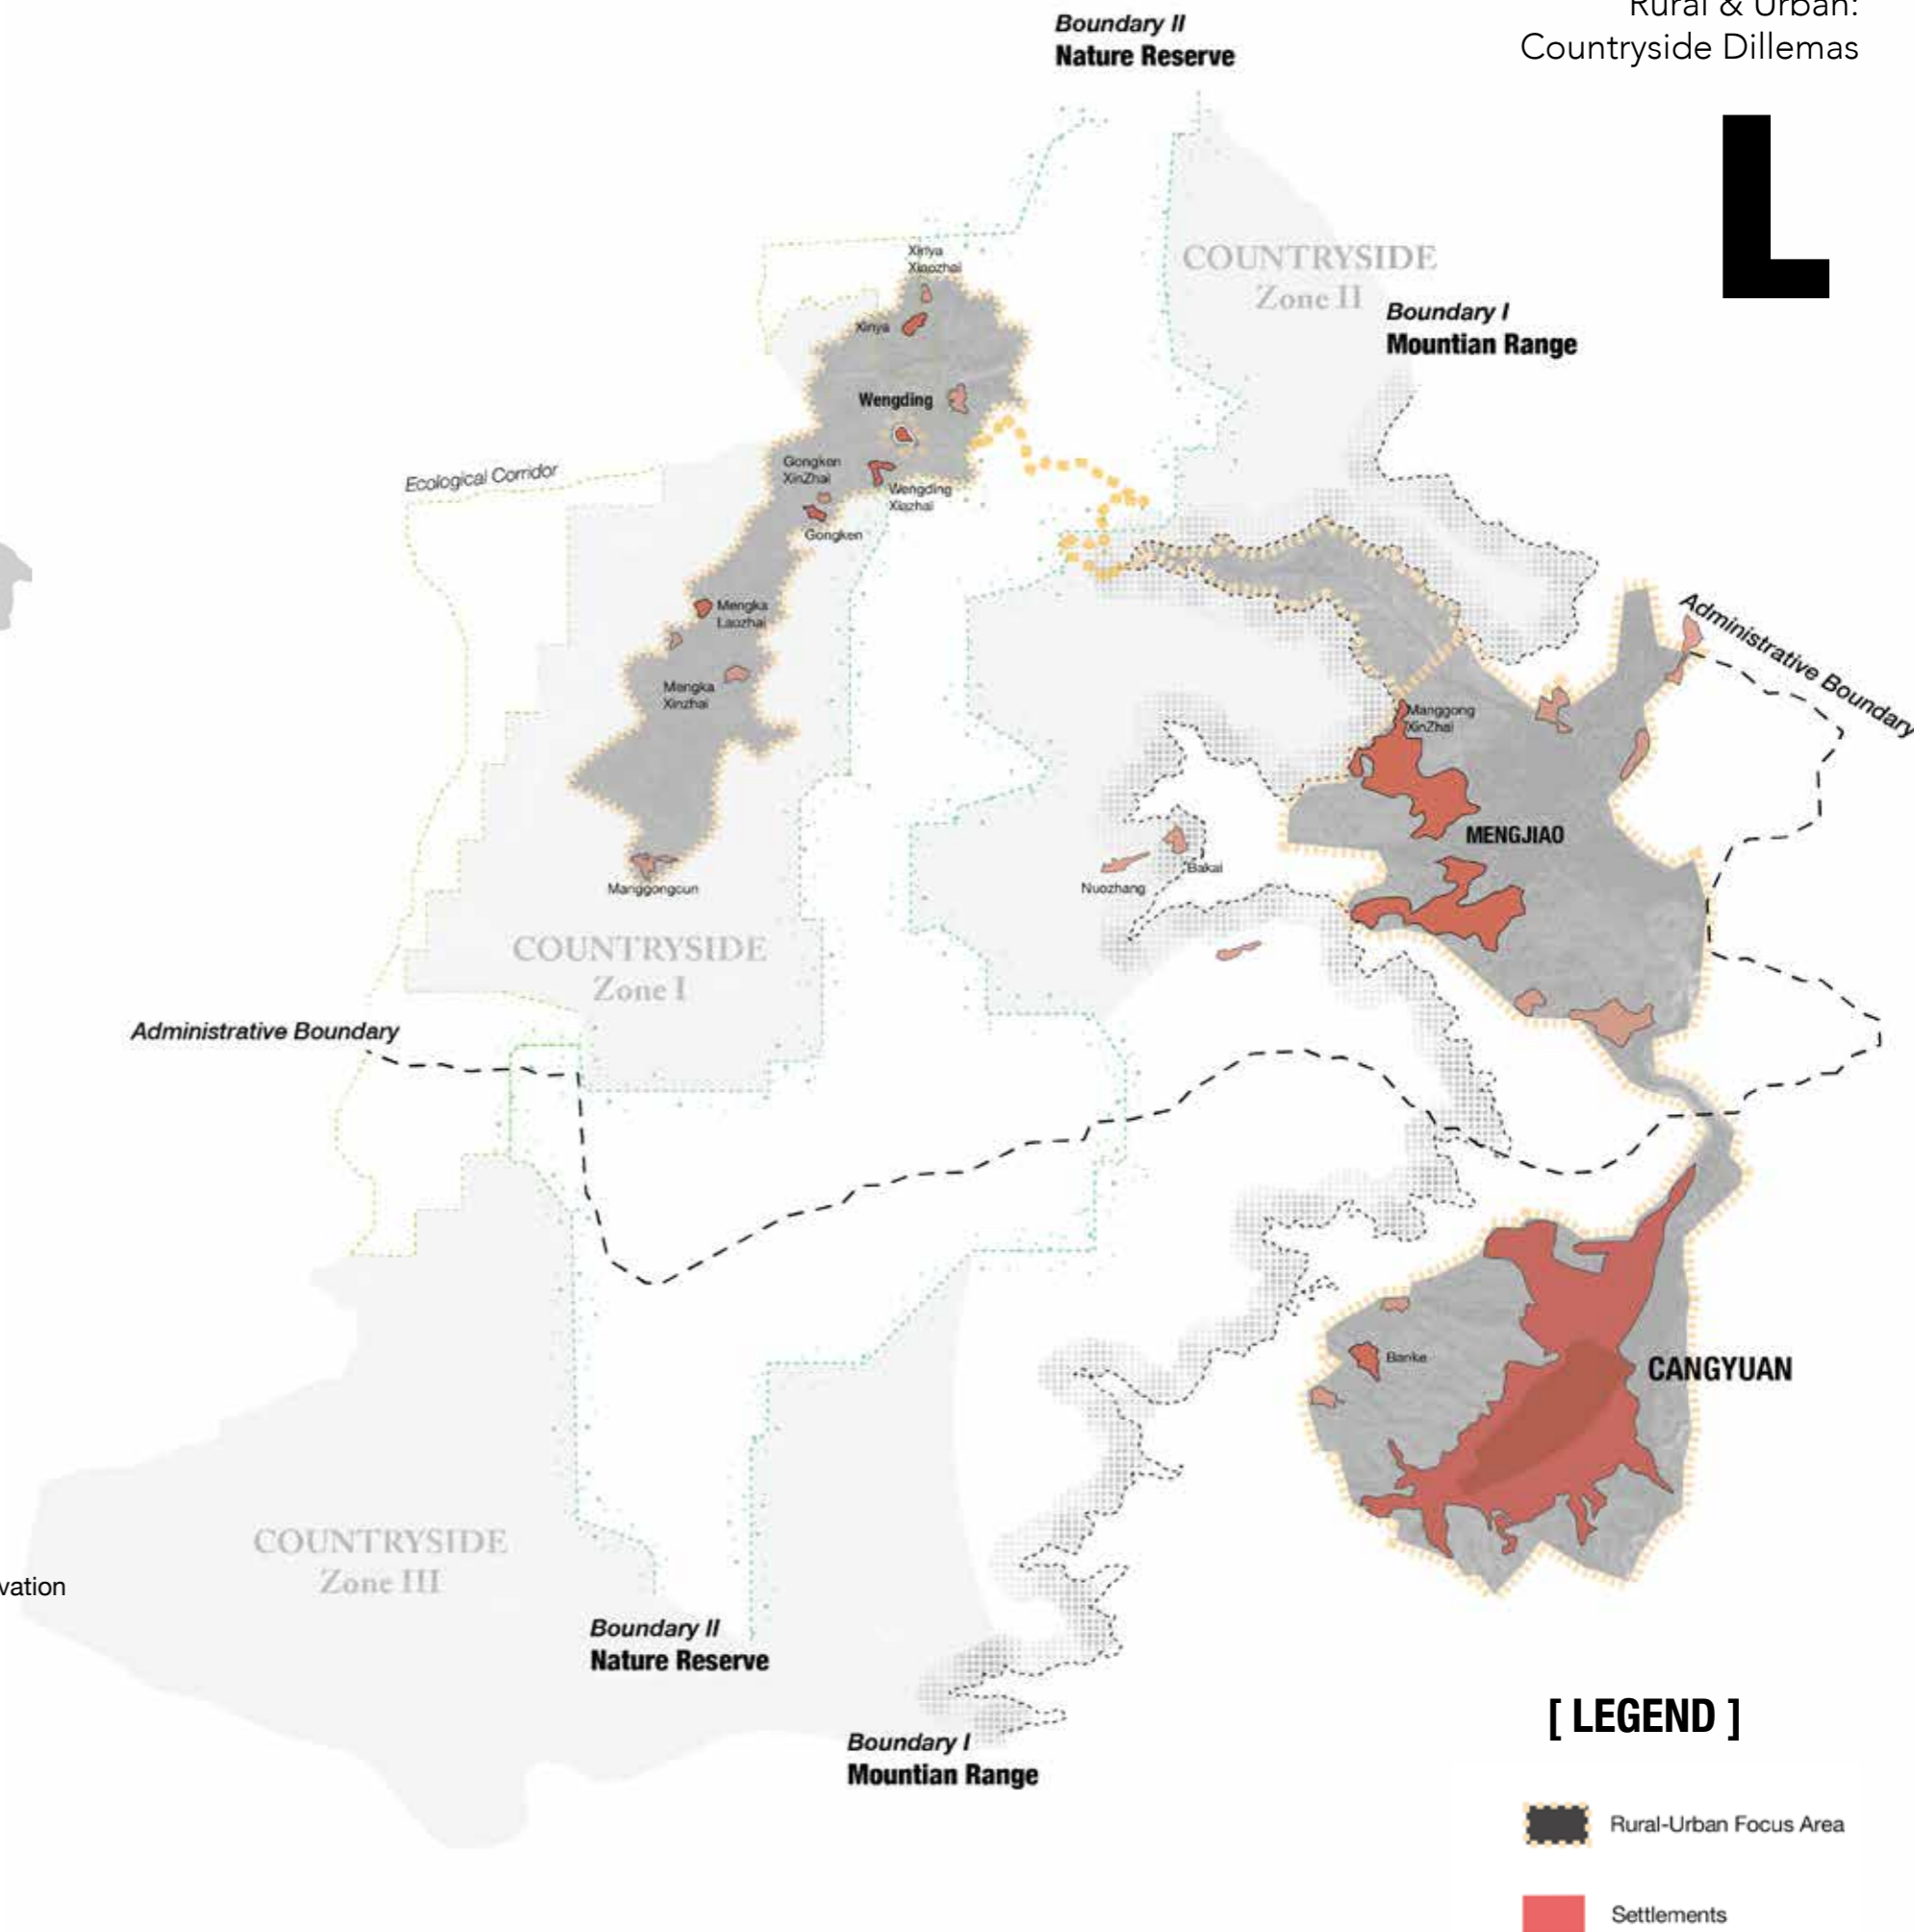 Rural & Urban:
Countryside Dillemas
L
Boundary II
Nature Reserve
COUNTRYSIDE
Zone II
Boundary I
Mountian Range
Xinya
Xiaozhai
Xinya
Wengding
Gongken
XinZhai
Wengding
Xiazhai
Gongken
Ecological Corridor
Mengka
Laozhai
Mengka
Xinzhai
Manggongcun
Administrative Boundary
Manggong
XinZhai
MENGJIAO
Bakai
Nuozhang
COUNTRYSIDE
Zone I
Administrative Boundary
Banke
CANGYUAN
COUNTRYSIDE
Zone III
vation
Boundary II
Nature Reserve
Boundary I
Mountian Range
[ LEGEND ]
Rural-Urban Focus Area
Settlements